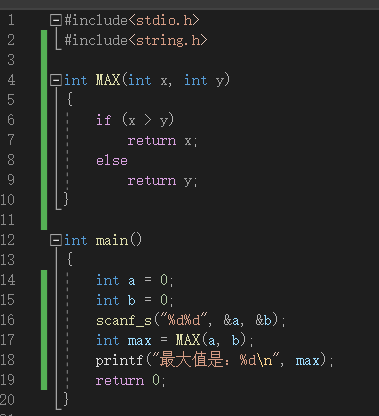 1 #include<stdio.h>
2 #include<string.h>
3
4 int MAX(int x, int y)
5 {
6     if (x > y)
7         return x;
8     else
9         return y;
10 }
11
12 int main()
13 {
14     int a = 0;
15     int b = 0;
16     scanf_s("%d%d", &a, &b);
17     int max = MAX(a, b);
18     printf("最大值是：%d\n", max);
19     return 0;
20 }